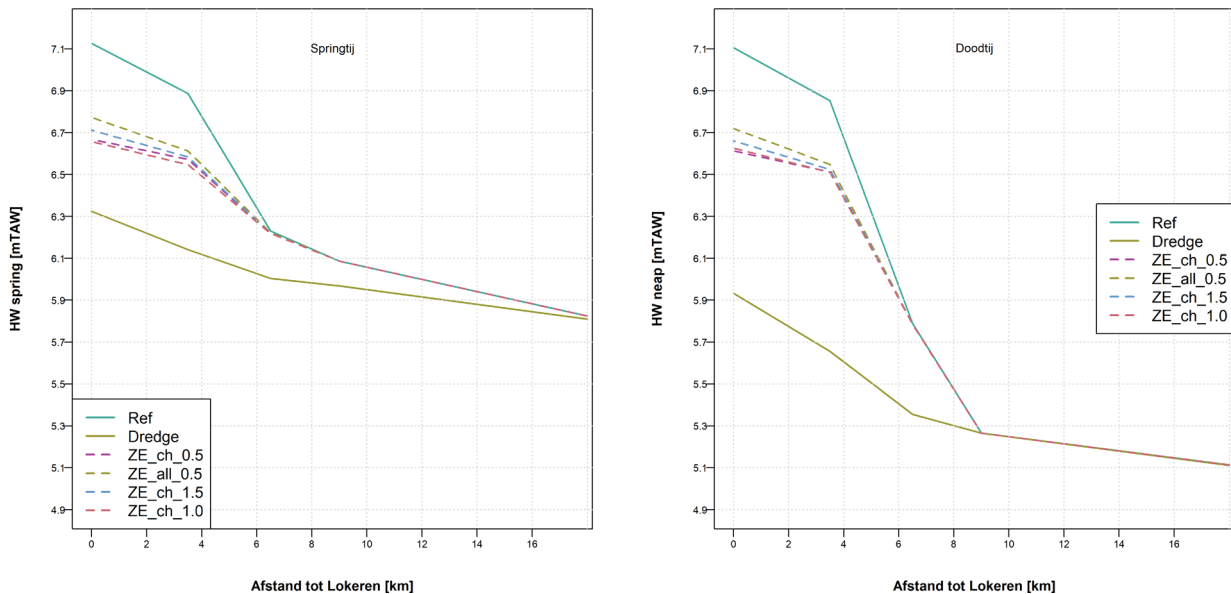 Springtij
HW spring [mTAW]
7.1
6.9
6.7
6.5
6.3
6.1
5.9
5.7
5.5
5.3
5.1
4.9
Ref
Dredge
ZE_ch_0.5
ZE_all_0.5
ZE_ch_1.5
ZE_ch_1.0
0 2 4 6 8 10 12 14 16
Afstand tot Lokeren [km]
Doodtij
HW neap [mTAW]
7.1
6.9
6.7
6.5
6.3
6.1
5.9
5.7
5.5
5.3
5.1
4.9
Ref
Dredge
ZE_ch_0.5
ZE_all_0.5
ZE_ch_1.5
ZE_ch_1.0
0 2 4 6 8 10 12 14 16
Afstand tot Lokeren [km]